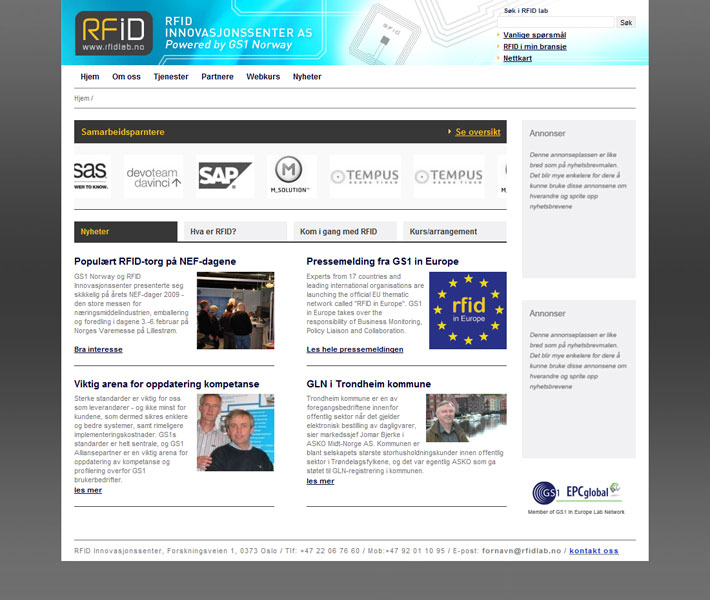 RFiD
www.rfidlab.no
RFID
INNOVASJONSSENTER AS
Powered by GS1 Norway
Søk i RFID lab
Søk
Vanlige spørsmål
RFID i min bransje
Nettkart
Hjem Om oss Tjenester Partnere Webkurs Nyheter
Hjem /
Samarbeidsparntere
Se oversikt
sas.
WER TO KNOW.
devoteam
davinci
SAP
M
M_SOLUTION™
TEMPUS
TEMPUS
M_
Nyheter
Hva er RFID?
Kom i gang med RFID
Kurs/arrangement
Populært RFID-torg på NEF-dagene
GS1 Norway og RFID
Innovasjonssenter presenterte seg
skikkelig på årets NEF-dager 2009 -
den store messen for
næringsmiddelindustrien, emballering
og foredling i dagene 3.-6.februar på
Norges Varemesse på Lillestrøm.
Bra interesse
Pressemelding fra GS1 in Europe
Experts from 17 countries and
leading international organisations are
launching the official EU thematic
network called "RFID in Europe". GS1
in Europe takes over the
responsibility of Business Monitoring,
Policy Liaison and Collaboration.
Les hele pressemeldingen
rfid
in Europe
Viktig arena for oppdatering kompetanse
Sterke standarder er viktig for oss
som leverandører - og ikke minst for
kundene, som dermed sikres enklere
og bedre systemer, samt rimeligere
implementeringskostnader. GS1s
standarder er helt sentrale, og GS1
Alliansepartner er en viktig arena for
oppdatering av kompetanse og
profilering overfor GS1
brukerbedrifter.
les mer
GLN i Trondheim kommune
Trondheim kommune er en av
foregangsbedriftene innenfor
offentlig sektor når det gjelder
elektronisk bestilling av dagligvarer,
sier markedssjef Jomar Bjerke i
ASKO Midt-Norge AS. Kommunen er
blant selskapets største storhusholdningskunder innen offentlig
sektor i Trøndelagsfylkene, og det var egentlig ASKO som ga
støtet til GLN-registrering i kommunen.
les mer
Annonser
Denne annonseplassen er like
bred som på nyhetsbrevmalen.
Det blir mye enkelere for dere å
kunne bruke disse annonsene om
hverandre og sprite opp
nyhetsbrevene
Annonser
Denne annonseplassen er like
bred som på nyhetsbrevmalen.
Det blir mye enkelere for dere å
kunne bruke disse annonsene om
hverandre og sprite opp
nyhetsbrevene
GS1 EPCglobal
Member of GS1 in Europe Lab Network
RFID Innovasjonssenter, Forskningsveien 1, 0373 Oslo / Tlf: +47 22 06 76 60 / Mob:+47 92 01 10 95 / E-post: fornavn@rfidlab.no / kontakt oss